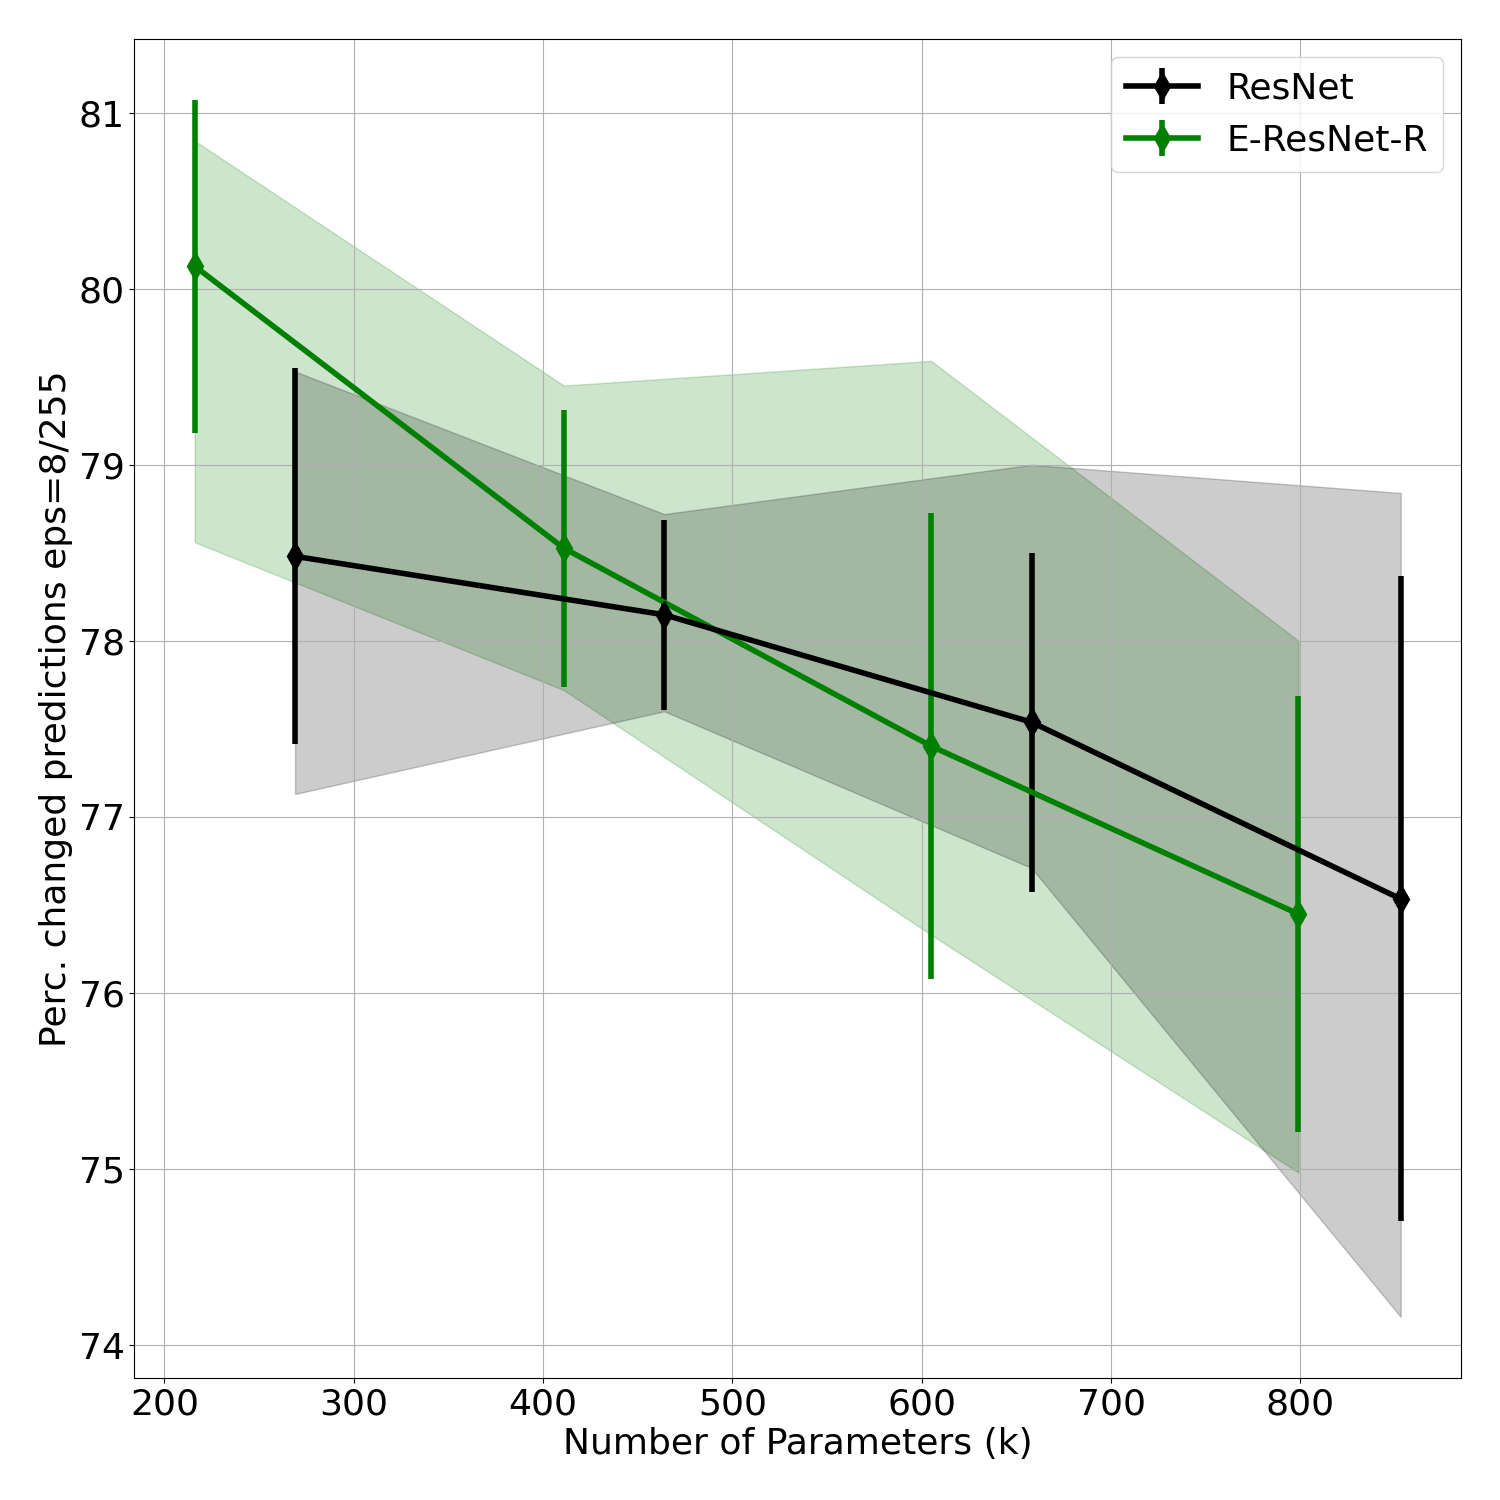 ResNet
E-ResNet-R
81
80
79
78
77
76
75
74
Perc. changed predictions eps=8/255
200 300 400 500 600 700 800
Number of Parameters (k)